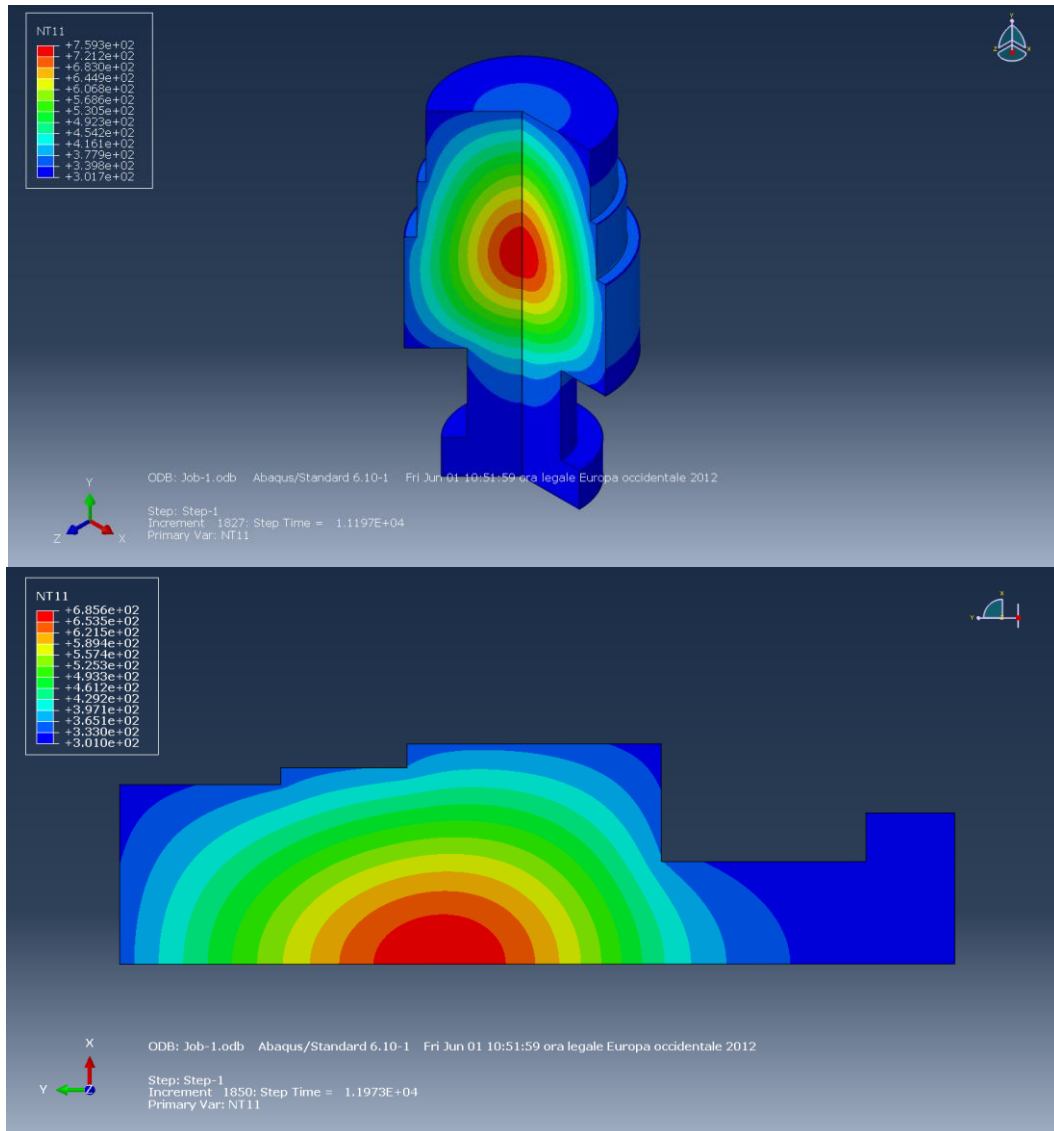 NT11
+7.593e+02
+7.212e+02
+6.830e+02
+6.449e+02
+6.068e+02
+5.686e+02
+5.305e+02
+4.923e+02
+4.542e+02
+4.161e+02
+3.779e+02
+3.398e+02
+3.017e+02
Y
Z X
ODB: Job-1.odb Abaqus/Standard 6.10-1 Fri Jun 01 10:51:59 ora legale Europa occidentale 2012
Y
Z X
Step: Step-1
Increment 1827: Step Time = 1.1197E+04
Primary Var: NT11
NT11
+6.856e+02
+6.535e+02
+6.215e+02
+5.894e+02
+5.574e+02
+5.253e+02
+4.933e+02
+4.612e+02
+4.292e+02
+3.971e+02
+3.651e+02
+3.330e+02
+3.010e+02
X
Y
ODB: Job-1.odb Abaqus/Standard 6.10-1 Fri Jun 01 10:51:59 ora legale Europa occidentale 2012
X
Y Z
Step: Step-1
Increment 1850: Step Time = 1.1973E+04
Primary Var: NT11